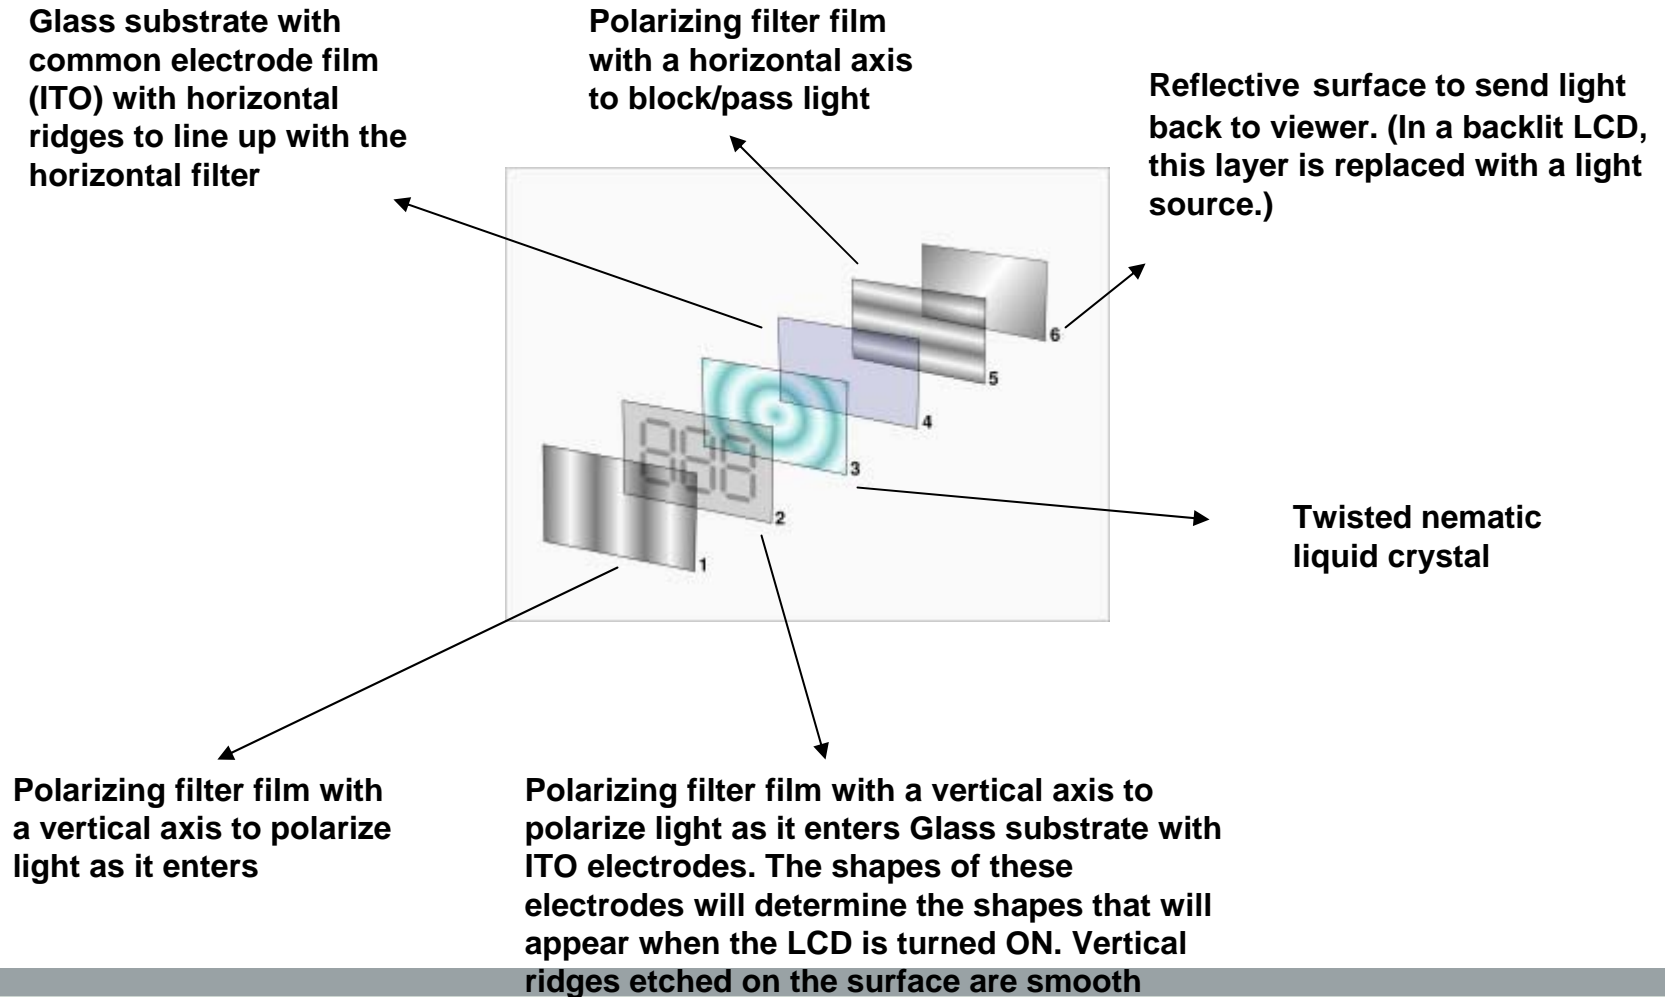 Glass substrate with
common electrode film
(ITO) with horizontal
ridges to line up with the
horizontal filter
Polarizing filter film
with a horizontal axis
to block/pass light
Reflective surface to send light
back to viewer. (In a backlit LCD,
this layer is replaced with a light
source.)
6
5
4
3
2
1
Twisted nematic
liquid crystal
Polarizing filter film with
a vertical axis to polarize
light as it enters
Polarizing filter film with a vertical axis to
polarize light as it enters Glass substrate with
ITO electrodes. The shapes of these
electrodes will determine the shapes that will
appear when the LCD is turned ON. Vertical
ridges etched on the surface are smooth